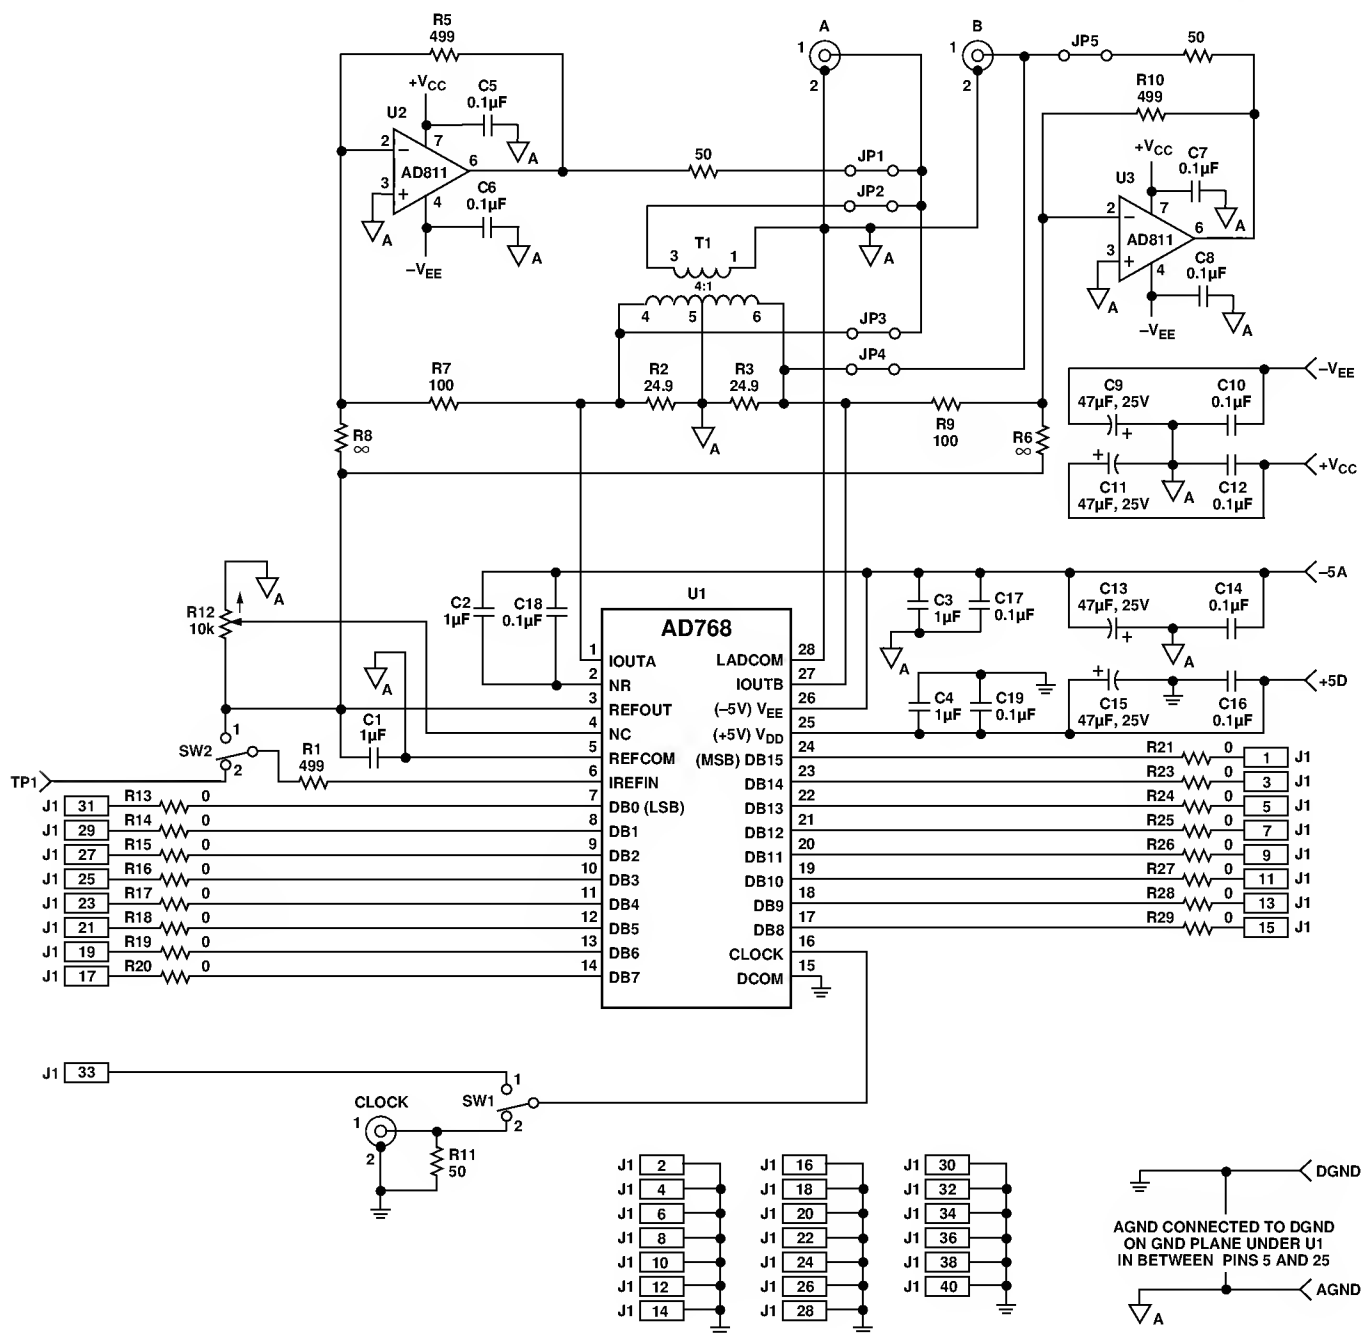 R5
499
+VCC
C5
0.1µF
U2
2
−
7
AD811
6
3
+
4
A
C6
0.1µF
A
A
−VEE
50
A
1
2
B
1
2
JP5
50
R10
499
JP1
JP2
JP3
JP4
T1
3
1
4:1
4
5
6
A
+VCC
C7
0.1µF
U3
2
−
7
AD811
6
3
+
4
A
C8
0.1µF
A
A
−VEE
R7
100
R2
24.9
R3
24.9
A
R9
100
R8
∞
R6
∞
−VEE
C9
47µF, 25V
+
C10
0.1µF
+VCC
+
C11
47µF, 25V
A
C12
0.1µF
A
R12
10k
A
C1
1µF
C2
1µF
C18
0.1µF
U1
AD768
C3
1µF
C17
0.1µF
A
−5A
C13
47µF, 25V
+
C14
0.1µF
A
C4
1µF
C19
0.1µF
+5D
+
C15
47µF, 25V
C16
0.1µF
1
SW2
2
TP1
R1
499
1 IOUTA
2 NR
3 REFOUT
4 NC
5 REFCOM
6 IREFIN
7 DB0 (LSB)
8 DB1
9 DB2
10 DB3
11 DB4
12 DB5
13 DB6
14 DB7
LADCOM 28
IOUTB 27
(–5V) VEE 26
(+5V) VDD 25
(MSB) DB15 24
DB14 23
DB13 22
DB12 21
DB11 20
DB10 19
DB9 18
DB8 17
CLOCK 16
DCOM 15
J1 31 R13 0
J1 29 R14 0
J1 27 R15 0
J1 25 R16 0
J1 23 R17 0
J1 21 R18 0
J1 19 R19 0
J1 17 R20 0
R21 0 1 J1
R23 0 3 J1
R24 0 5 J1
R25 0 7 J1
R26 0 9 J1
R27 0 11 J1
R28 0 13 J1
R29 0 15 J1
J1 33
1
SW1
2
CLOCK
1
2
R11
50
J1 2
J1 4
J1 6
J1 8
J1 10
J1 12
J1 14
J1 16
J1 18
J1 20
J1 22
J1 24
J1 26
J1 28
J1 30
J1 32
J1 34
J1 36
J1 38
J1 40
DGND
AGND CONNECTED TO DGND
ON GND PLANE UNDER U1
IN BETWEEN PINS 5 AND 25
AGND
A